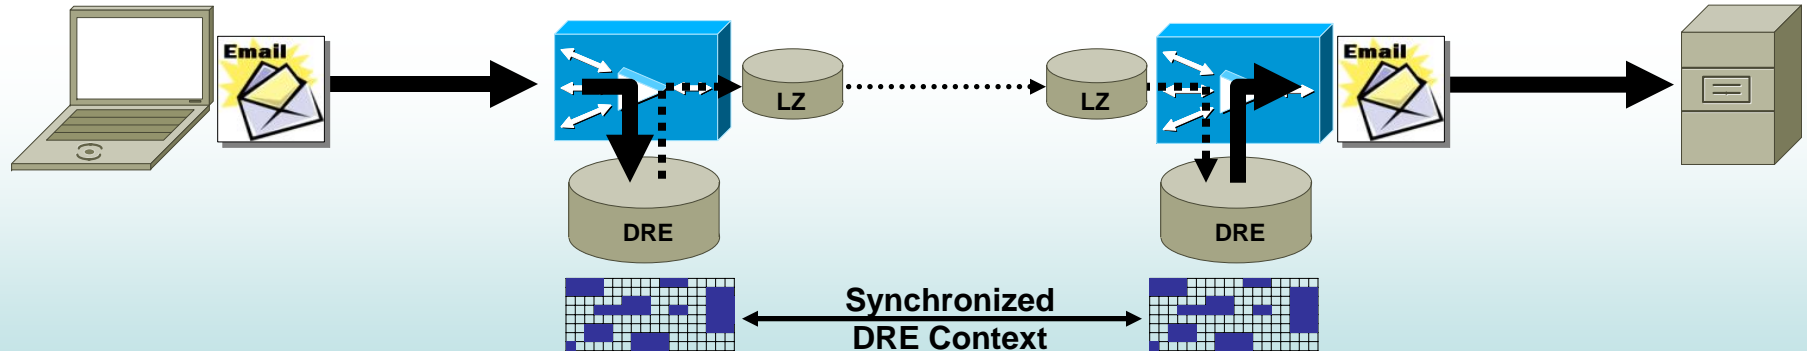 Email
LZ
LZ
Email
DRE
DRE
Synchronized
DRE Context